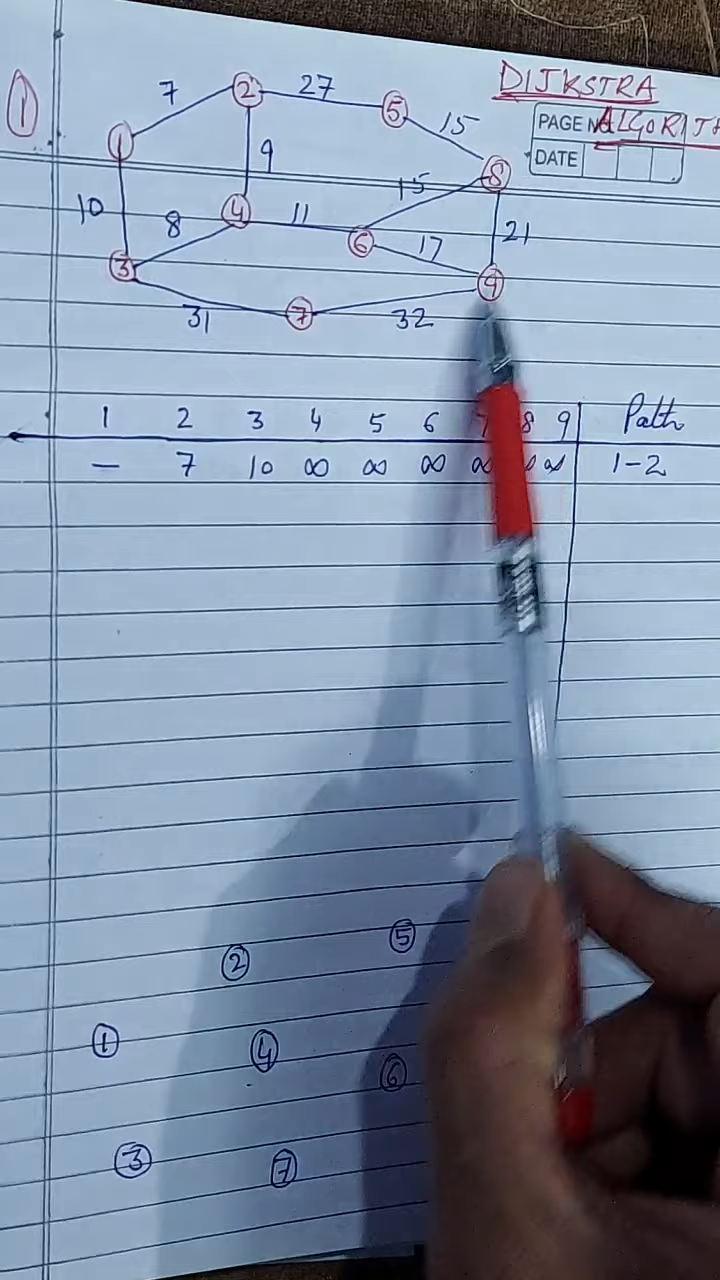 ① DIJKSTRA
ALGORITH
PAGE No
DATE
7 27 15
① ② ⑤ ⑧
9
10 8 ④ 11 15 21
③ ⑥ 17 ⑨
31 ⑦ 32
1 2 3 4 5 6 7 8 9 Path
— 7 10 ∞ ∞ ∞ ∞ ∞ 1-2
⑤
②
①
④
⑥
③
⑦